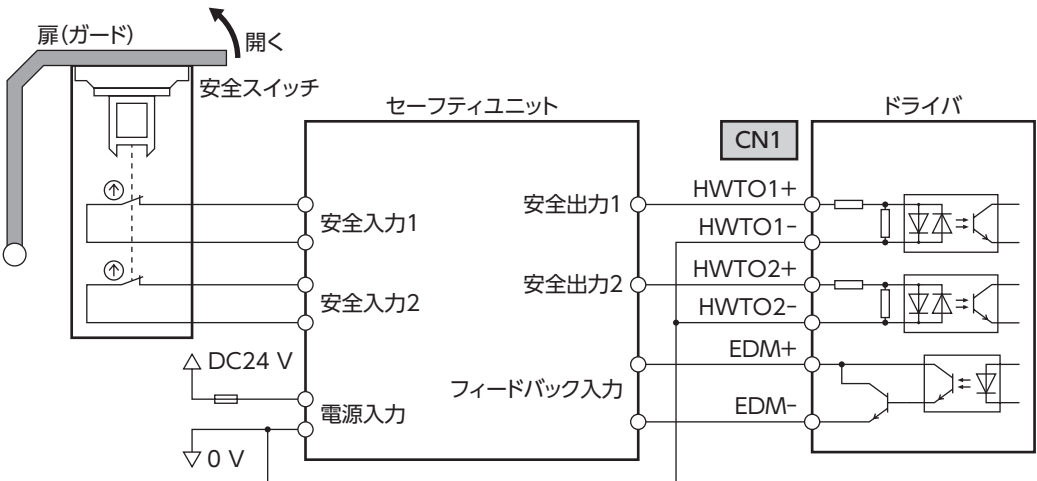 扉(ガード)
開く
安全スイッチ
セーフティユニット
ドライバ
CN1
安全入力1
安全出力1
HWTO1+
HWTO1-
安全入力2
安全出力2
HWTO2+
HWTO2-
DC24 V
フィードバック入力
EDM+
電源入力
EDM-
0 V